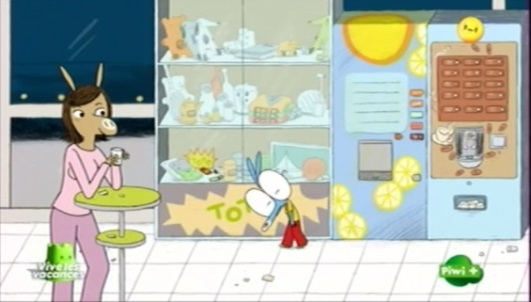 TOT
Vive les
vacances
Piwi +